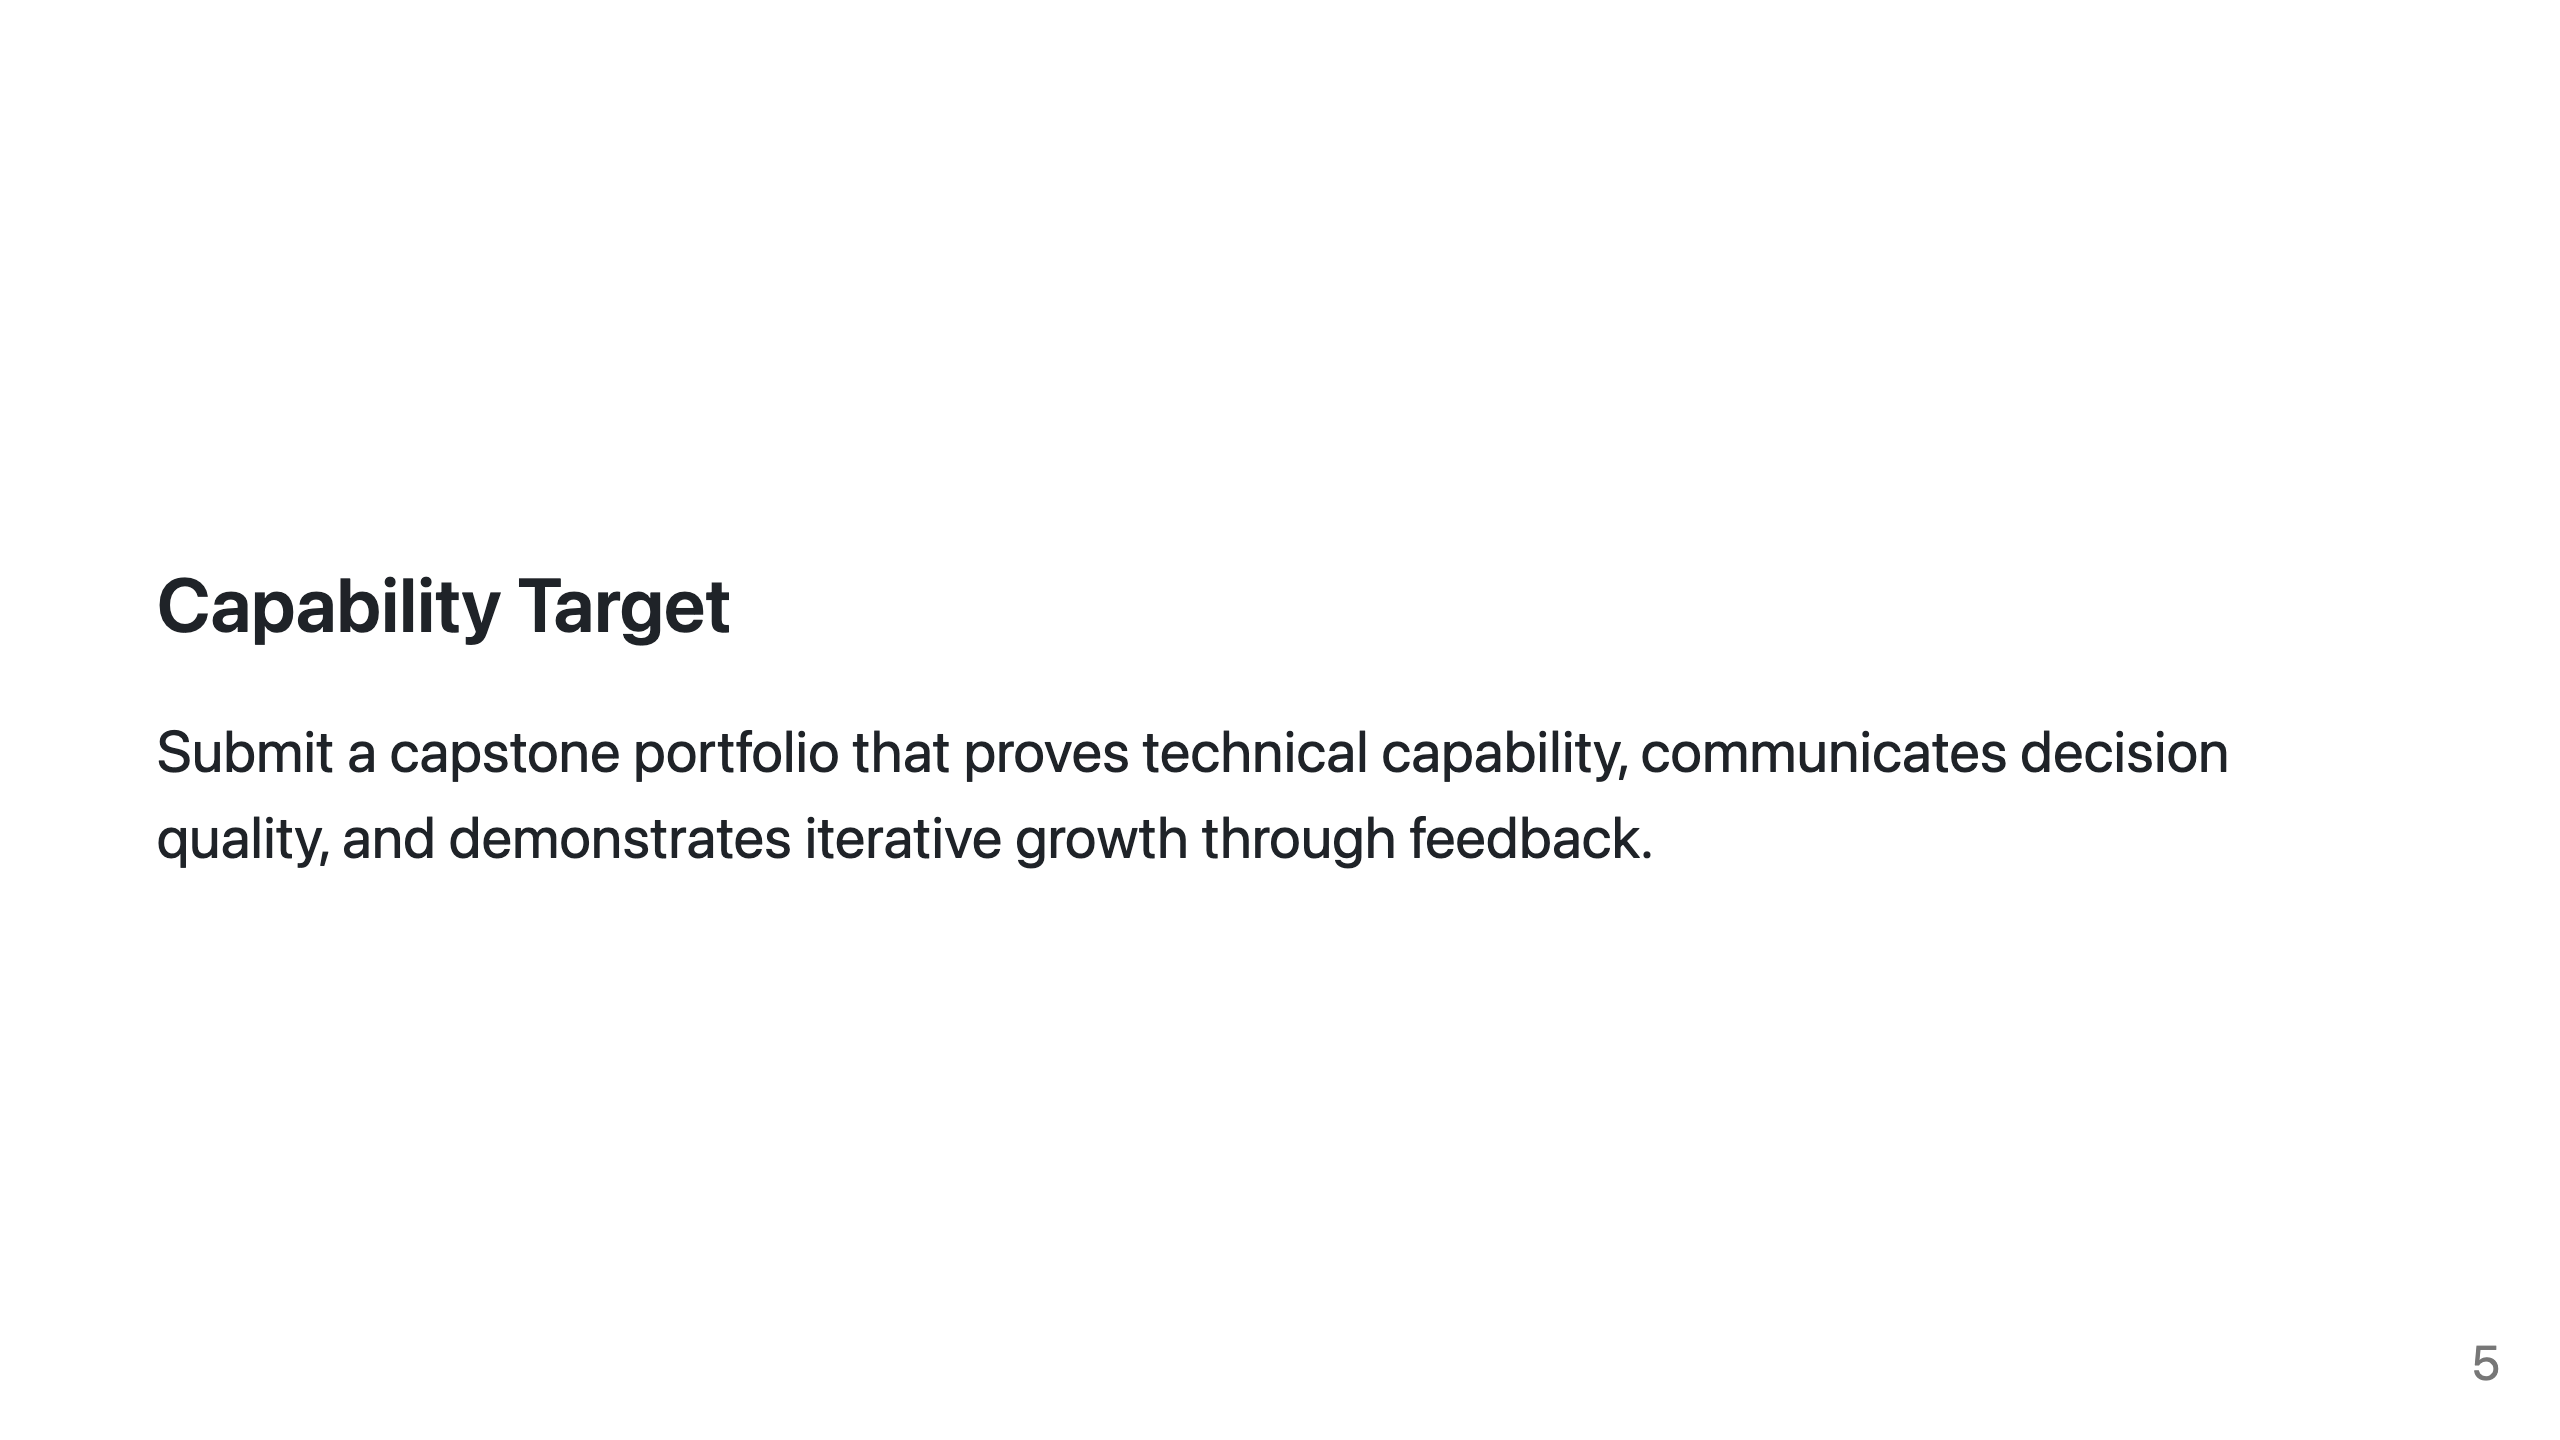 Capability Target
Submit a capstone portfolio that proves technical capability, communicates decision
quality, and demonstrates iterative growth through feedback.
5